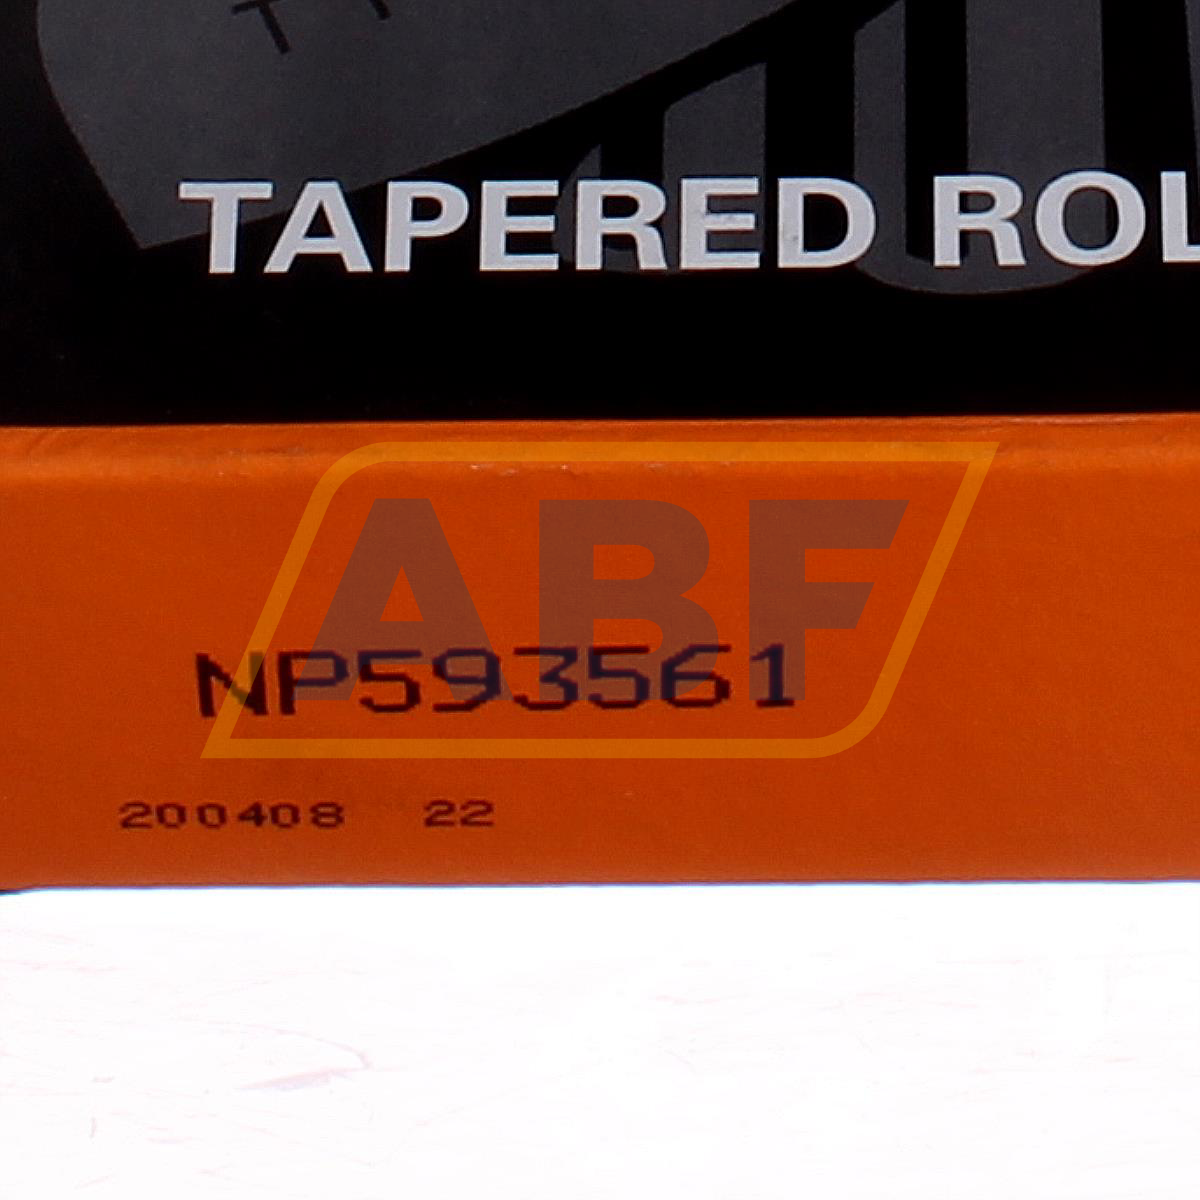 TAPERED ROL
ABF
NP593561
200408 22